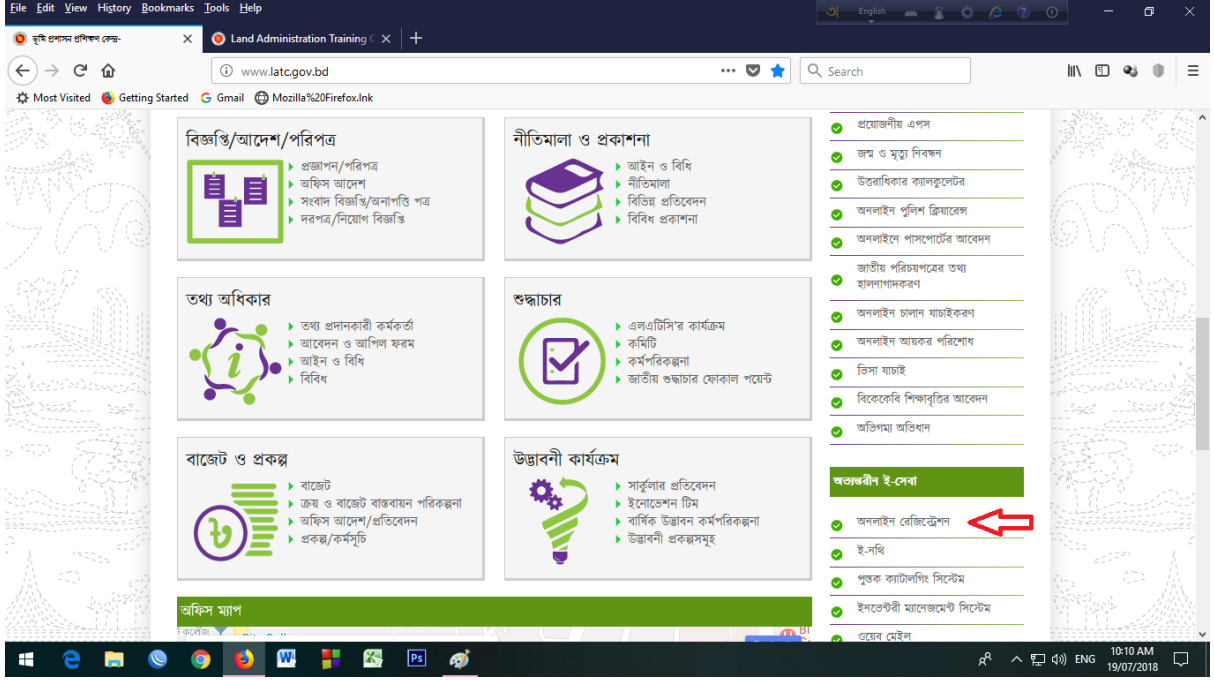 File Edit View History Bookmarks Tools Help
English
ভূমি প্রশাসন প্রশিক্ষণ কেন্দ্র-
Land Administration Training C
www.latc.gov.bd
Search
Most Visited Getting Started Gmail Mozilla%20Firefox.lnk
বিজ্ঞপ্তি/আদেশ/পরিপত্র
প্রজ্ঞাপন/পরিপত্র
অফিস আদেশ
সংবাদ বিজ্ঞপ্তি/অনাপত্তি পত্র
দরপত্র/নিয়োগ বিজ্ঞপ্তি
নীতিমালা ও প্রকাশনা
আইন ও বিধি
নীতিমালা
বিভিন্ন প্রতিবেদন
বিবিধ প্রকাশনা
তথ্য অধিকার
তথ্য প্রদানকারী কর্মকর্তা
আবেদন ও আপিল ফরম
আইন ও বিধি
বিবিধ
শুদ্ধাচার
এলএটিসি'র কার্যক্রম
কমিটি
কর্মপরিকল্পনা
জাতীয় শুদ্ধাচার ফোকাল পয়েন্ট
বাজেট ও প্রকল্প
বাজেট
ক্রয় ও বাজেট বাস্তবায়ন পরিকল্পনা
অফিস আদেশ/প্রতিবেদন
প্রকল্প/কর্মসূচি
উদ্ভাবনী কার্যক্রম
সার্কুলার প্রতিবেদন
ইনোভেশন টিম
বার্ষিক উদ্ভাবন কর্মপরিকল্পনা
উদ্ভাবনী প্রকল্পসমূহ
অফিস ম্যাপ
প্রয়োজনীয় এপস
জন্ম ও মৃত্যু নিবন্ধন
উত্তরাধিকার ক্যালকুলেটর
অনলাইন পুলিশ ক্লিয়ারেন্স
অনলাইনে পাসপোর্টের আবেদন
জাতীয় পরিচয়পত্রের তথ্য
হালনাগাদকরণ
অনলাইন চালান যাচাইকরণ
অনলাইন আয়কর পরিশোধ
ভিসা যাচাই
বিকেকেবি শিক্ষাবৃত্তির আবেদন
অভিগম্য অভিধান
অভ্যন্তরীন ই-সেবা
অনলাইন রেজিস্ট্রেশন
ই-নথি
পুস্তক ক্যাটালগিং সিস্টেম
ইনভেন্টরী ম্যানেজমেন্ট সিস্টেম
ওয়েব মেইল
ENG
10:10 AM
19/07/2018